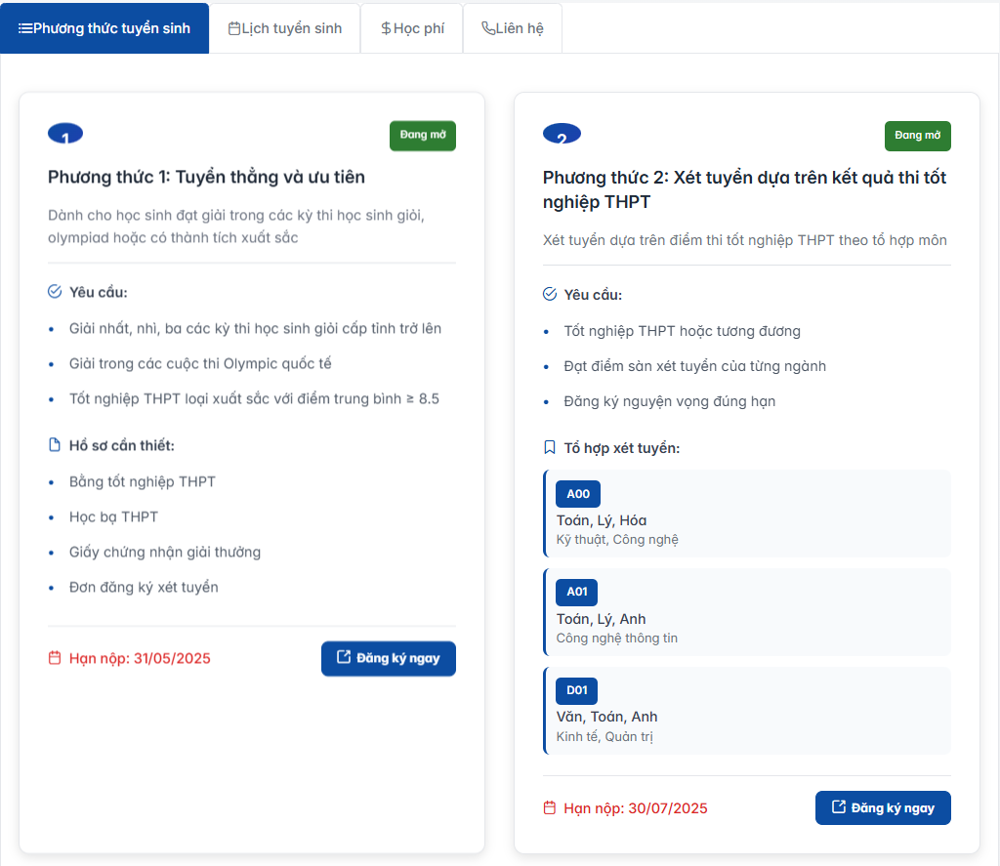 Phương thức tuyển sinh
Lịch tuyển sinh
Học phí
Liên hệ
1
Đang mở
Phương thức 1: Tuyển thẳng và ưu tiên
Dành cho học sinh đạt giải trong các kỳ thi học sinh giỏi,
olympiad hoặc có thành tích xuất sắc
Yêu cầu:
• Giải nhất, nhì, ba các kỳ thi học sinh giỏi cấp tỉnh trở lên
• Giải trong các cuộc thi Olympic quốc tế
• Tốt nghiệp THPT loại xuất sắc với điểm trung bình ≥ 8.5
Hồ sơ cần thiết:
• Bằng tốt nghiệp THPT
• Học bạ THPT
• Giấy chứng nhận giải thưởng
• Đơn đăng ký xét tuyển
Hạn nộp: 31/05/2025
Đăng ký ngay
2
Đang mở
Phương thức 2: Xét tuyển dựa trên kết quả thi tốt
nghiệp THPT
Xét tuyển dựa trên điểm thi tốt nghiệp THPT theo tổ hợp môn
Yêu cầu:
• Tốt nghiệp THPT hoặc tương đương
• Đạt điểm sàn xét tuyển của từng ngành
• Đăng ký nguyện vọng đúng hạn
Tổ hợp xét tuyển:
A00
Toán, Lý, Hóa
Kỹ thuật, Công nghệ
A01
Toán, Lý, Anh
Công nghệ thông tin
D01
Văn, Toán, Anh
Kinh tế, Quản trị
Hạn nộp: 30/07/2025
Đăng ký ngay